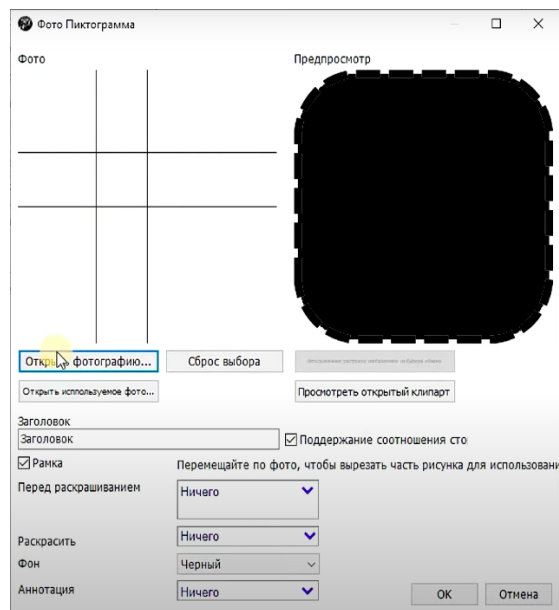 Фото Пиктограмма
Фото
Предпросмотр
Открыть фотографию...
Сброс выбора
Открыть используемое фото...
Просмотреть открытый клипарт
Заголовок
Заголовок
Поддержание соотношения сто
Рамка
Перемещайте по фото, чтобы вырезать часть рисунка для использовани
Перед раскрашиванием
Ничего
Раскрасить
Ничего
Фон
Черный
Аннотация
Ничего
OK
Отмена